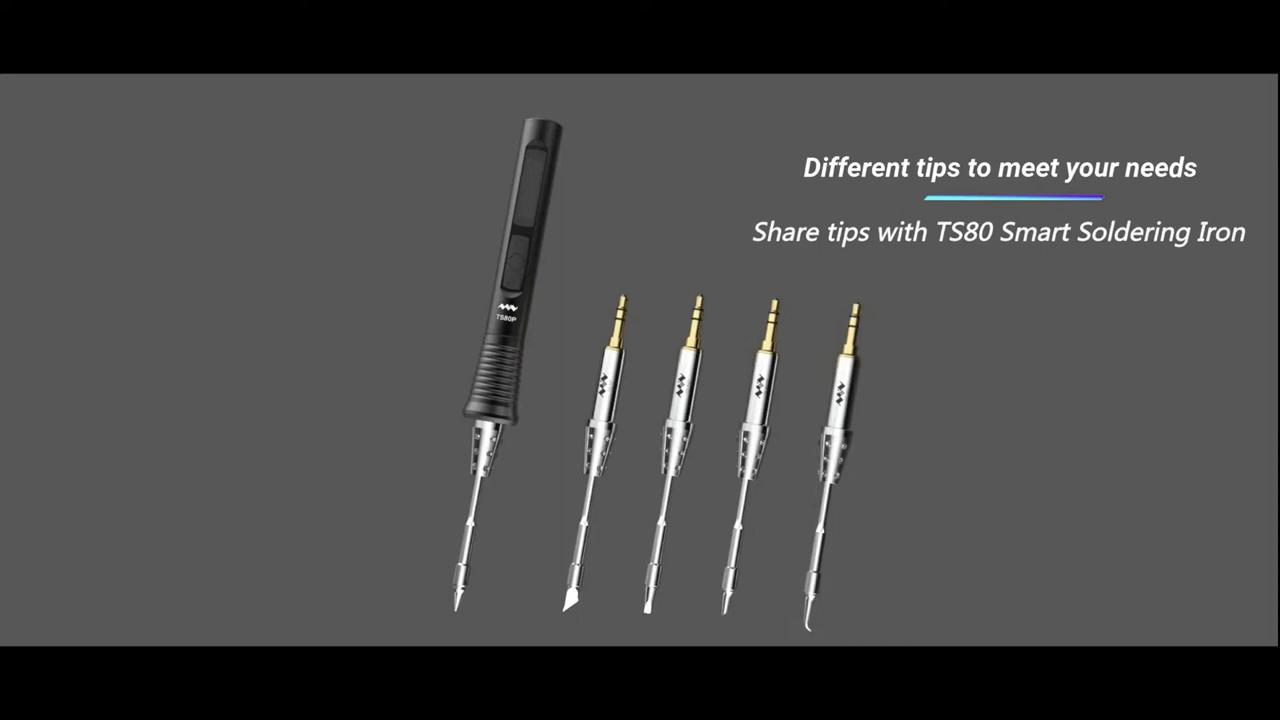 Different tips to meet your needs
Share tips with TS80 Smart Soldering Iron
TS80P